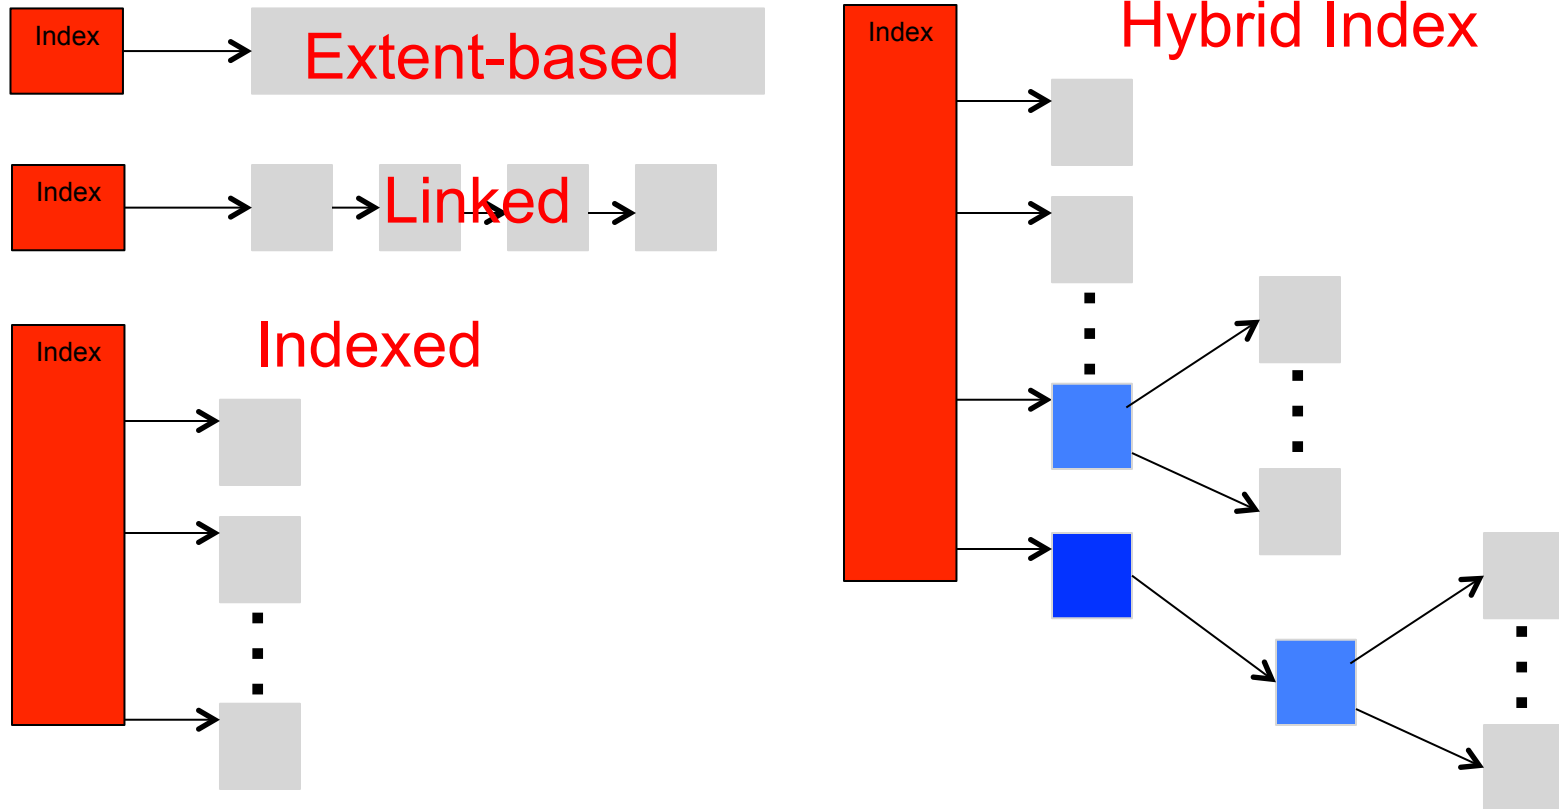 Index
Extent-based
Index
Linked
Index
Indexed
Index
Hybrid Index